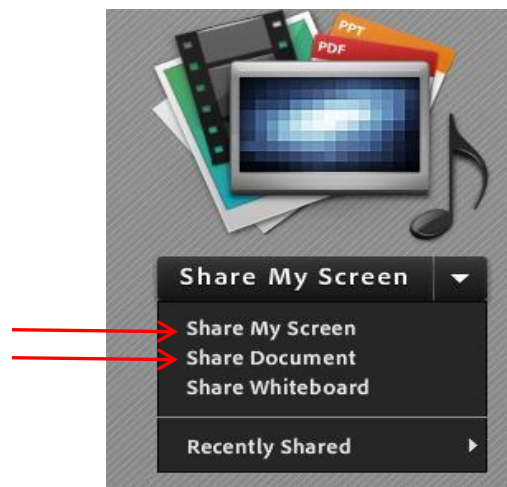 PPT
PDF
Share My Screen
Share My Screen
Share Document
Share Whiteboard
Recently Shared